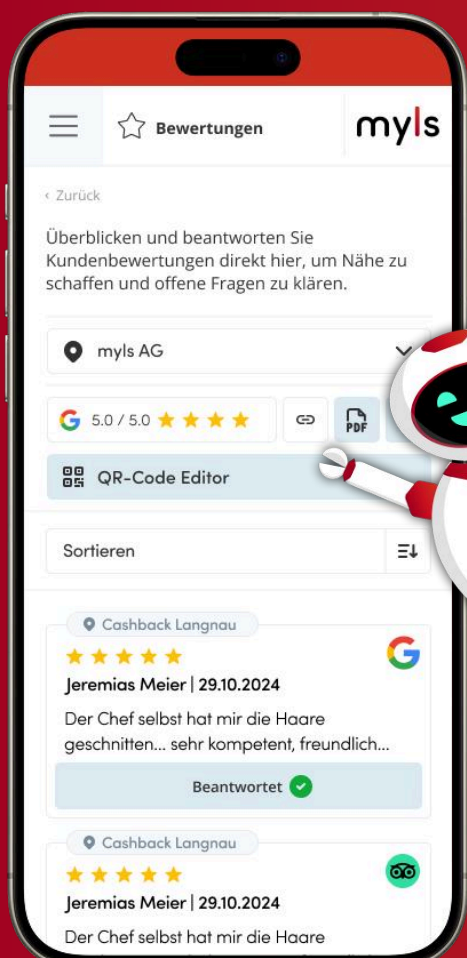 Bewertungen
myls
‹ Zurück
Überblicken und beantworten Sie
Kundenbewertungen direkt hier, um Nähe zu
schaffen und offene Fragen zu klären.
myls AG
G 5.0 / 5.0
PDF
QR-Code Editor
Sortieren
Cashback Langnau
G
Jeremias Meier | 29.10.2024
Der Chef selbst hat mir die Haare
geschnitten... sehr kompetent, freundlich...
Beantwortet
Cashback Langnau
Jeremias Meier | 29.10.2024
Der Chef selbst hat mir die Haare